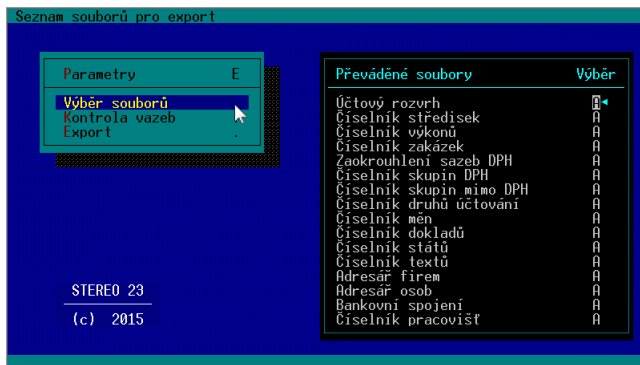 Seznam souborů pro export
Parametry E
Výběr souborů
Kontrola vazeb
Export .
STEREO 23
(c) 2015
Převáděné soubory Výběr
Účtový rozvrh A
Číselník středisek A
Číselník výkonů A
Číselník zakázek A
Zaokrouhlení sazeb DPH A
Číselník skupin DPH A
Číselník skupin mimo DPH A
Číselník druhů účtování A
Číselník měn A
Číselník dokladů A
Číselník států A
Číselník textů A
Adresář firem A
Adresář osob A
Bankovní spojení A
Číselník pracovišť A